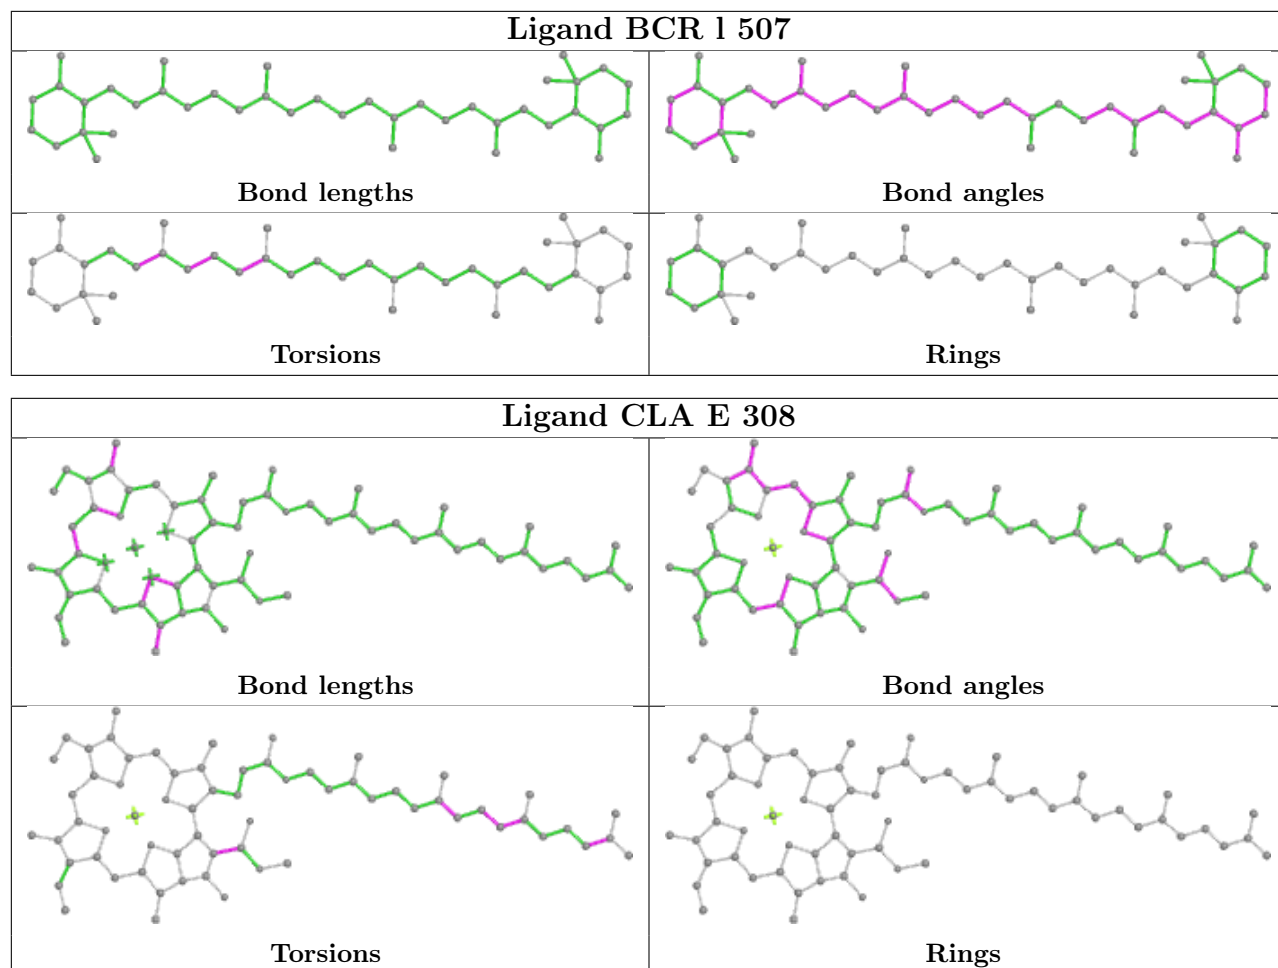 Ligand BCR l 507
Bond lengths
Bond angles
Torsions
Rings
Ligand CLA E 308
Bond lengths
Bond angles
Torsions
Rings